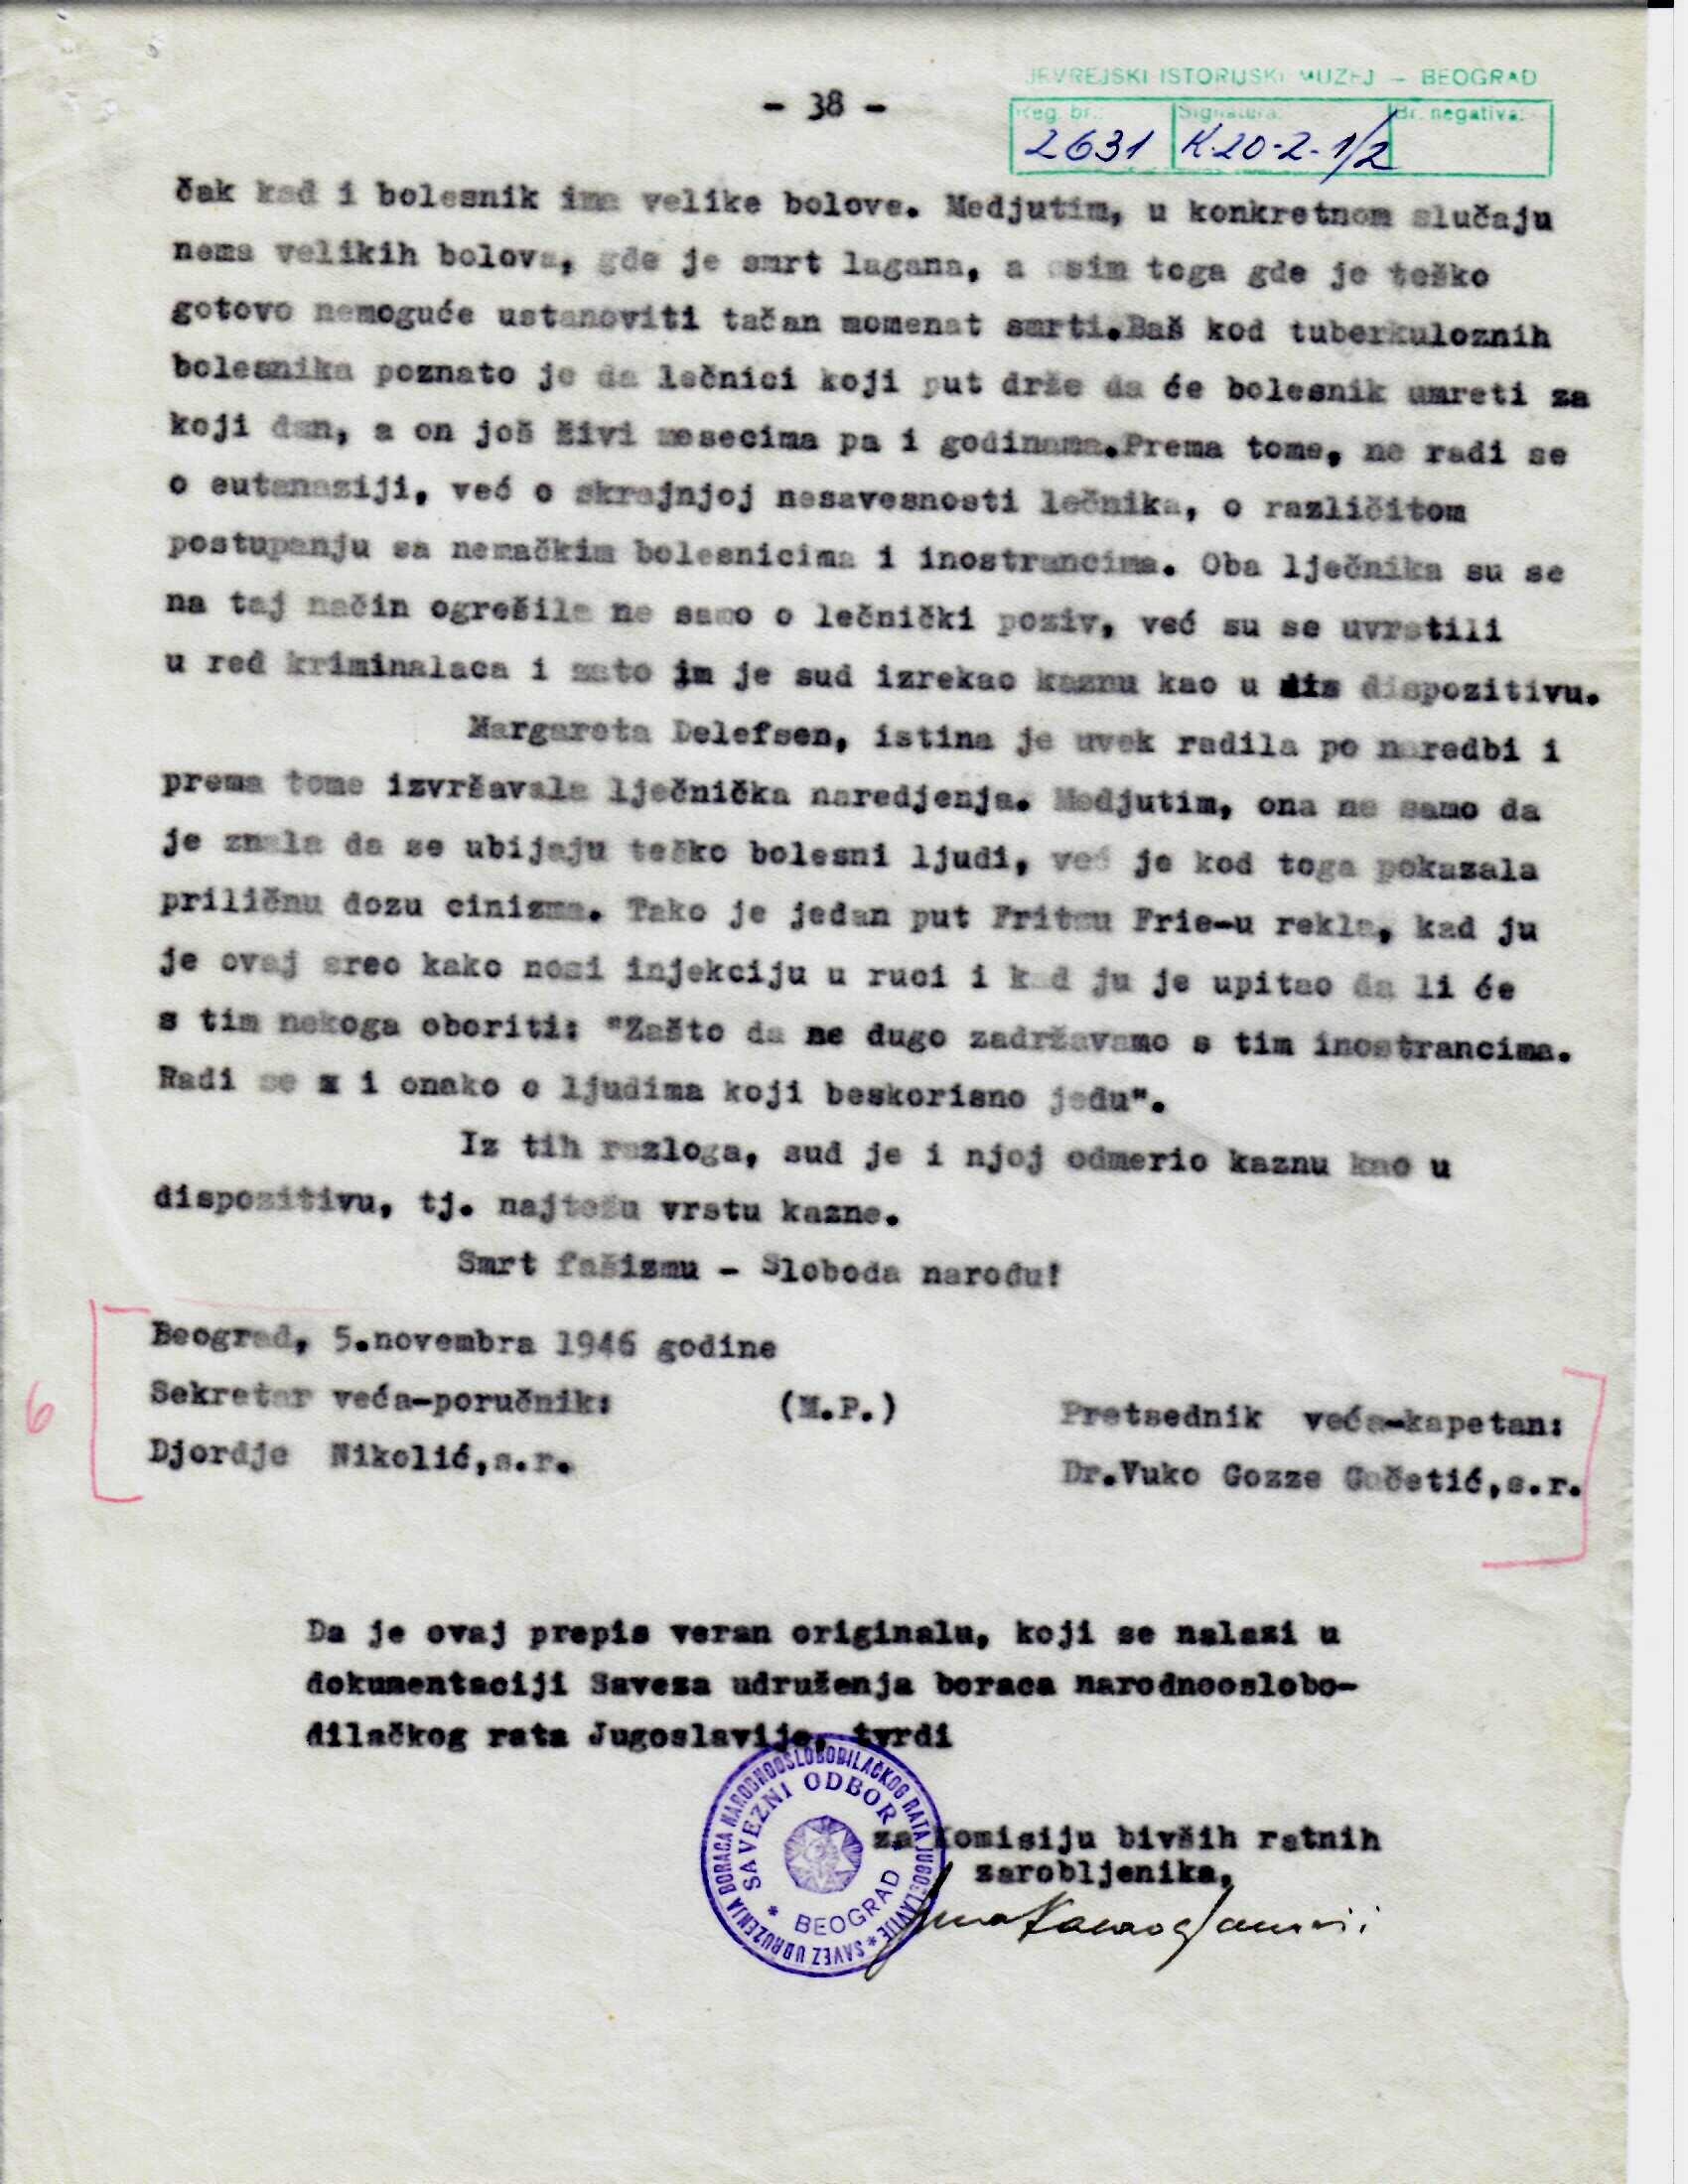 JEVREJSKI ISTORIJSKI MUZEJ – BEOGRAD
- 38 -
Reg. br.: Signatura: Br. negativa:
2631 K-20-2-1/2
čak kad i bolesnik ima velike bolove. Medjutim, u konkretnom slučaju
nema velikih bolova, gde je smrt lagana, a osim toga gde je teško
gotovo nemoguće ustanoviti tačan momenat smrti.Baš kod tuberkuloznih
bolesnika poznato je da lečnici koji put drže da će bolesnik umreti za
koji dan, a on još živi mesecima pa i godinama.Prema tome, ne radi se
o eutanaziji, već o skrajnjoj nesavesnosti lečnika, o različitom
postupanju sa nemačkim bolesnicima i inostrancima. Oba lječnika su se
na taj način ogrešila ne samo o lečnički poziv, već su se uvrstili
u red kriminalaca i zato im je sud izrekao kaznu kao u dis dispozitivu.
Margareta Delefsen, istina je uvek radila po naredbi i
prema tome izvršavala lječnička naredjenja. Medjutim, ona ne samo da
je znala da se ubijaju teško bolesni ljudi, već je kod toga pokazala
priličnu dozu cinizma. Tako je jedan put Fritzu Frie-u rekla, kad ju
je ovaj sreo kako nosi injekciju u ruci i kad ju je upitao da li će
s tim nekoga oboriti: "Zašto da se dugo zadržavamo s tim inostrancima.
Radi se x i onako o ljudima koji beskorisno jedu".
Iz tih razloga, sud je i njoj odmerio kaznu kao u
dispozitivu, tj. najtežu vrstu kazne.
Smrt fašizmu - Sloboda narodu!
Beograd, 5.novembra 1946 godine
Sekretar veća-poručnik: (M.P.) Pretsednik veća-kapetan:
6
Djordje Nikolić,s.r. Dr.Vuko Gozze Gučetić,s.r.
Da je ovaj prepis veran originalu, koji se nalazi u
dokumentaciji Saveza udruženja boraca narodnooslobo-
dilačkog rata Jugoslavije, tvrdi
SAVEZ UDRUŽENJA BORACA NARODNOOSLOBODILAČKOG RATA JUGOSLAVIJE *
SAVEZNI ODBOR
* BEOGRAD *
za Komisiju bivših ratnih
zarobljenika,